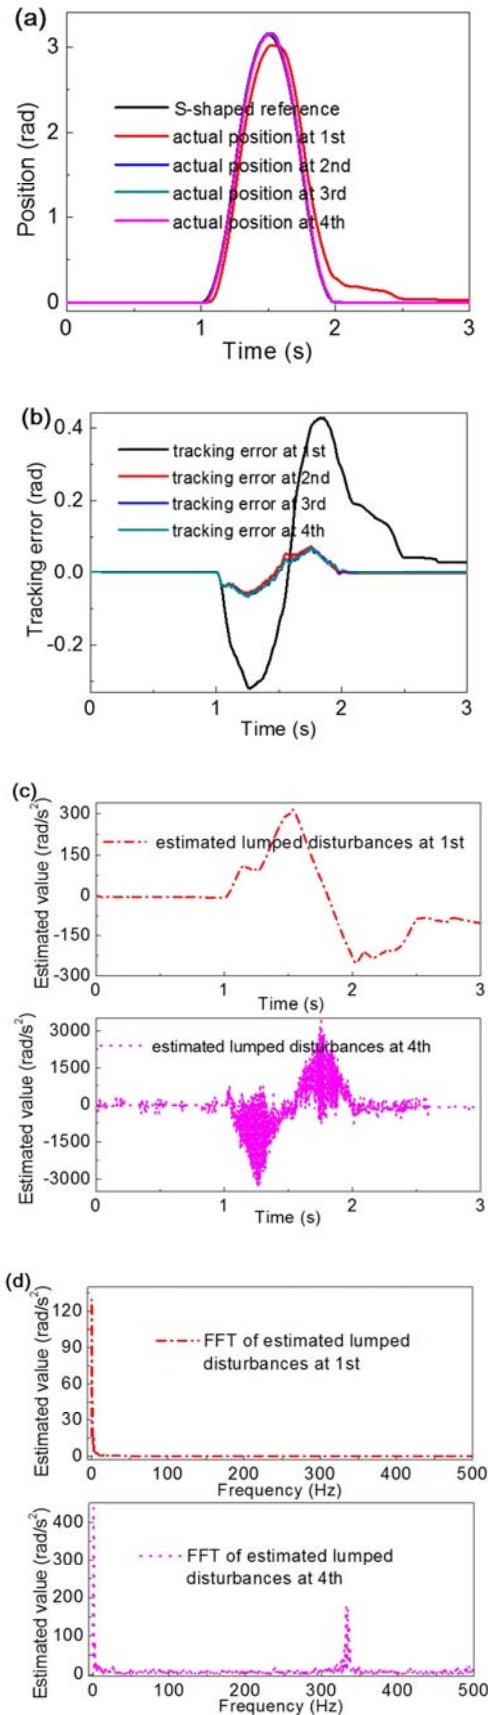 (a)
3
2
1
0
Position (rad)
S-shaped reference
actual position at 1st
actual position at 2nd
actual position at 3rd
actual position at 4th
0 1 2 3
Time (s)
(b)
0.4
0.2
0.0
-0.2
Tracking error (rad)
tracking error at 1st
tracking error at 2nd
tracking error at 3rd
tracking error at 4th
0 1 2 3
Time (s)
(c)
300
150
0
-150
-300
Estimated value (rad/s²)
estimated lumped disturbances at 1st
0 1 2 3
Time (s)
3000
1500
0
-1500
-3000
Estimated value (rad/s²)
estimated lumped disturbances at 4th
0 1 2 3
Time (s)
(d)
120
90
60
30
0
Estimated value (rad/s²)
FFT of estimated lumped
disturbances at 1st
0 100 200 300 400 500
Frequency (Hz)
400
300
200
100
0
Estimated value (rad/s²)
FFT of estimated lumped
disturbances at 4th
0 100 200 300 400 500
Frequency (Hz)